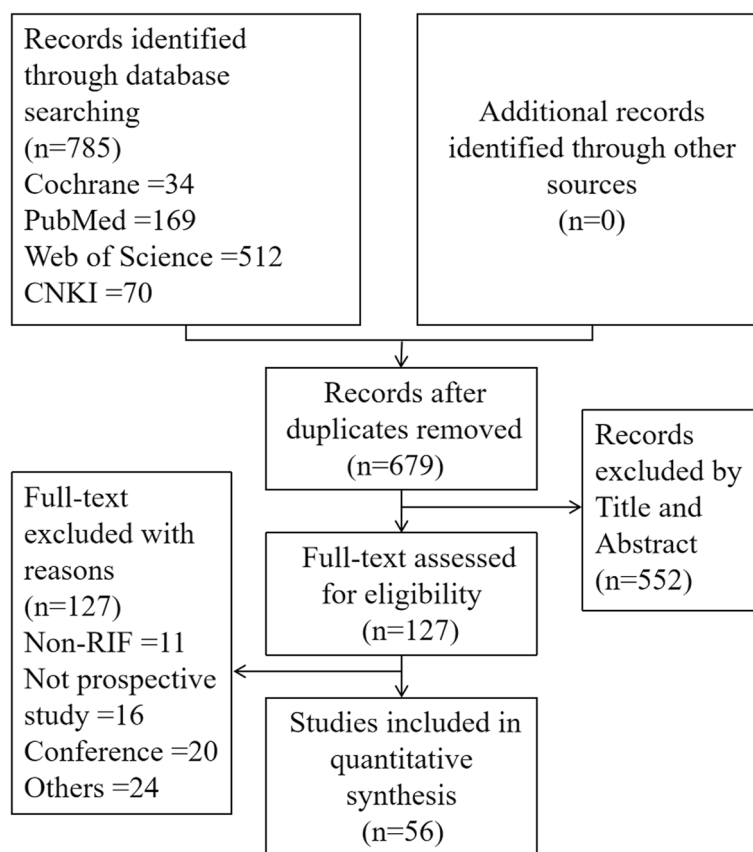 Records identified
through database
searching
(n=785)
Cochrane =34
PubMed =169
Web of Science =512
CNKI =70
Additional records
identified through other
sources
(n=0)
Records after
duplicates removed
(n=679)
Records
excluded by
Title and
Abstract
(n=552)
Full-text assessed
for eligibility
(n=127)
Full-text
excluded with
reasons
(n=127)
Non-RIF =11
Not prospective
study =16
Conference =20
Others =24
Studies included in
quantitative
synthesis
(n=56)